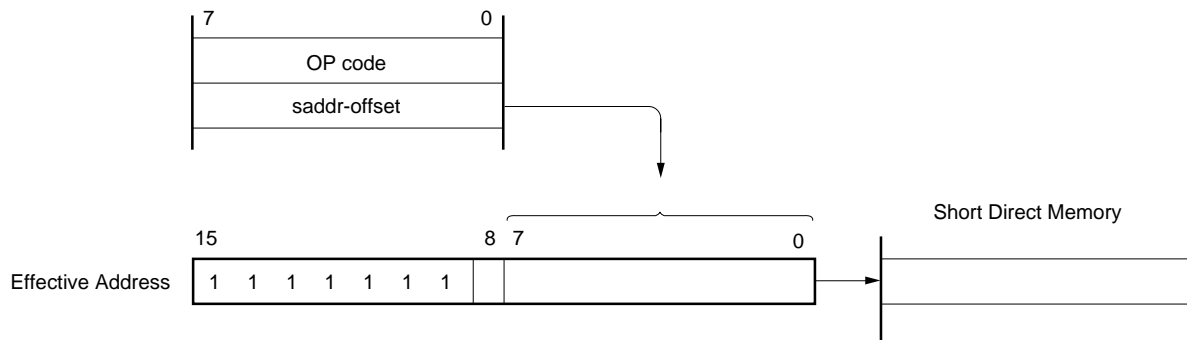 7 0
OP code
saddr-offset
Short Direct Memory
15 8 7 0
Effective Address 1 1 1 1 1 1 1